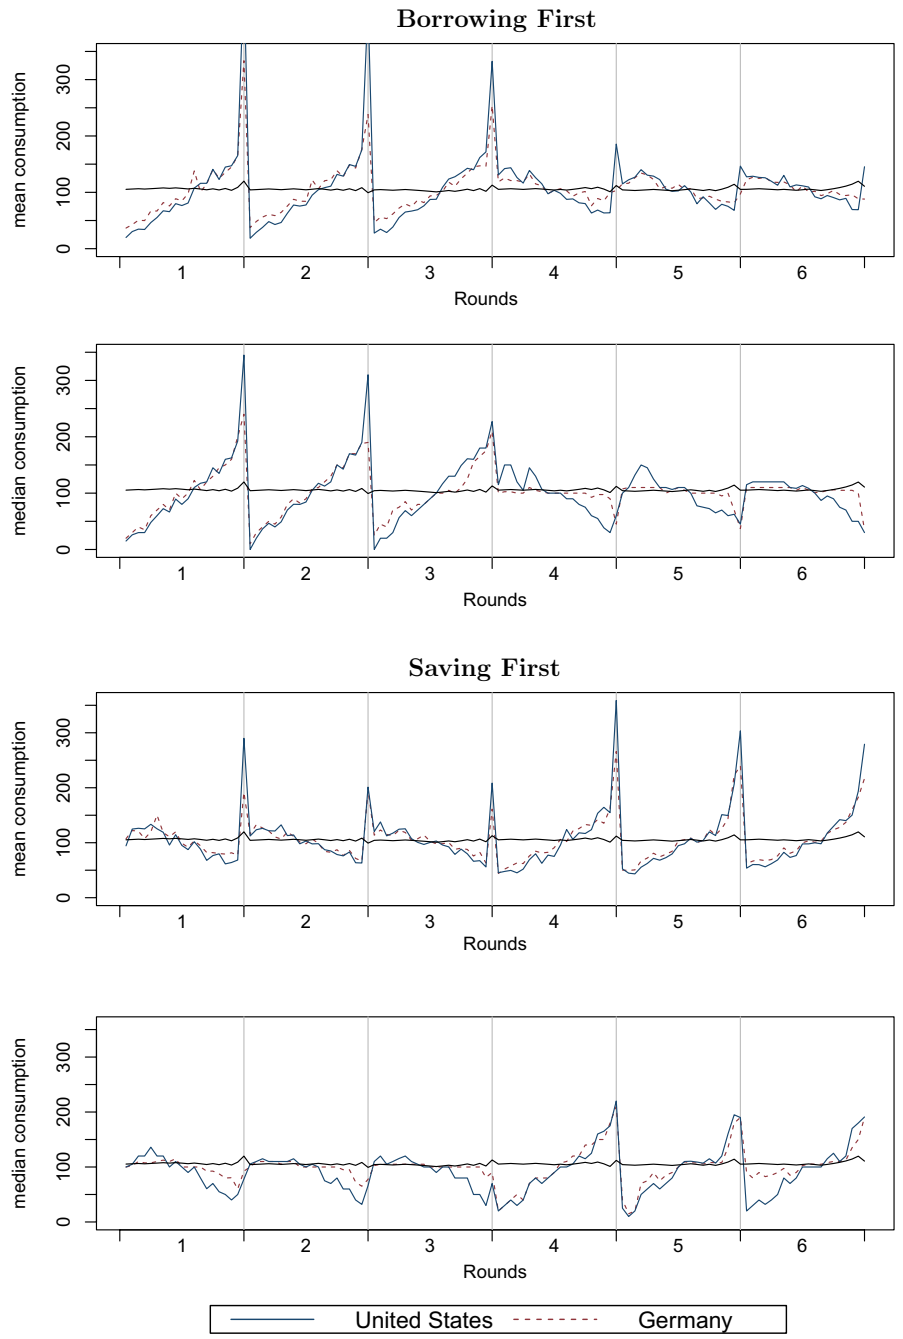 Borrowing First
mean consumption
300
200
100
0
1 2 3 4 5 6
Rounds
median consumption
300
200
100
0
1 2 3 4 5 6
Rounds
Saving First
mean consumption
300
200
100
0
1 2 3 4 5 6
Rounds
median consumption
300
200
100
0
1 2 3 4 5 6
Rounds
United States Germany